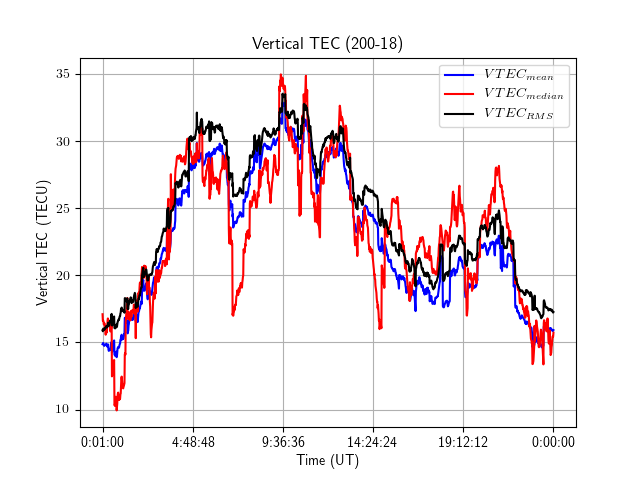 Vertical TEC (200-18)
VTEC_mean
VTEC_median
VTEC_RMS
Vertical TEC (TECU)
35
30
25
20
15
10
0:01:00 4:48:48 9:36:36 14:24:24 19:12:12 0:00:00
Time (UT)